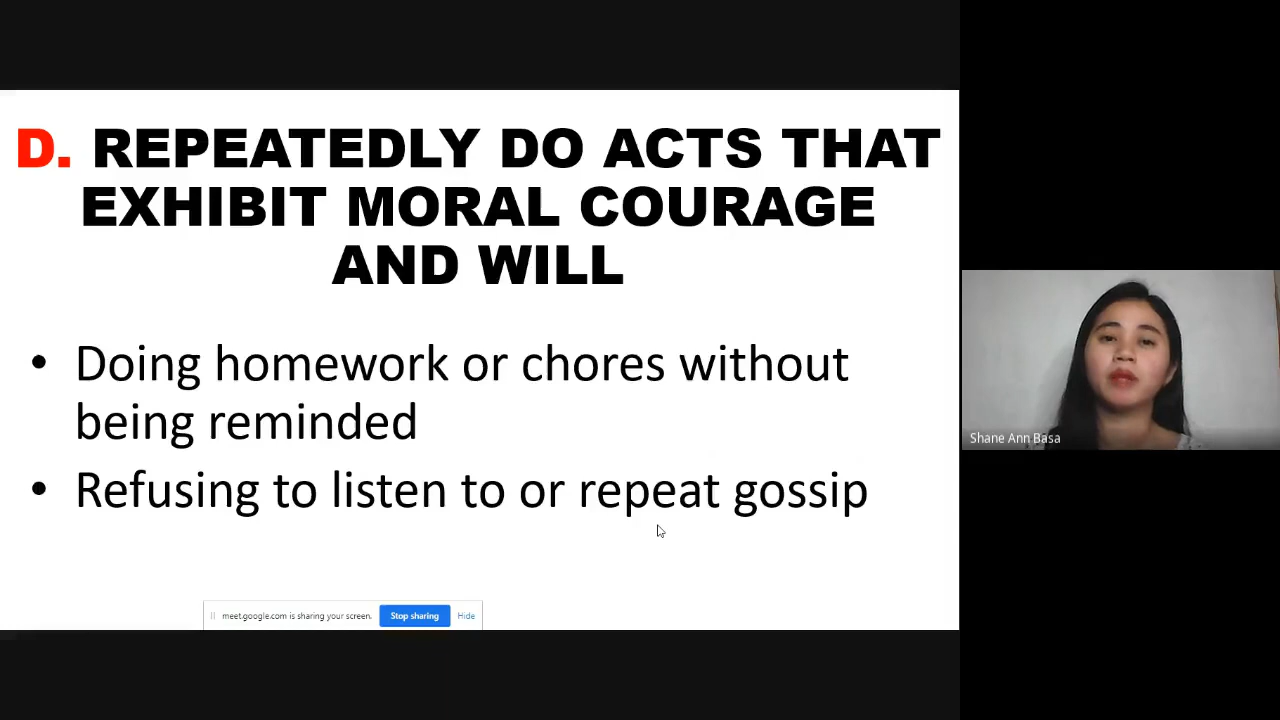 D. REPEATEDLY DO ACTS THAT
EXHIBIT MORAL COURAGE
AND WILL
• Doing homework or chores without
being reminded
• Refusing to listen to or repeat gossip
meet.google.com is sharing your screen.
Stop sharing
Hide
Shane Ann Basa